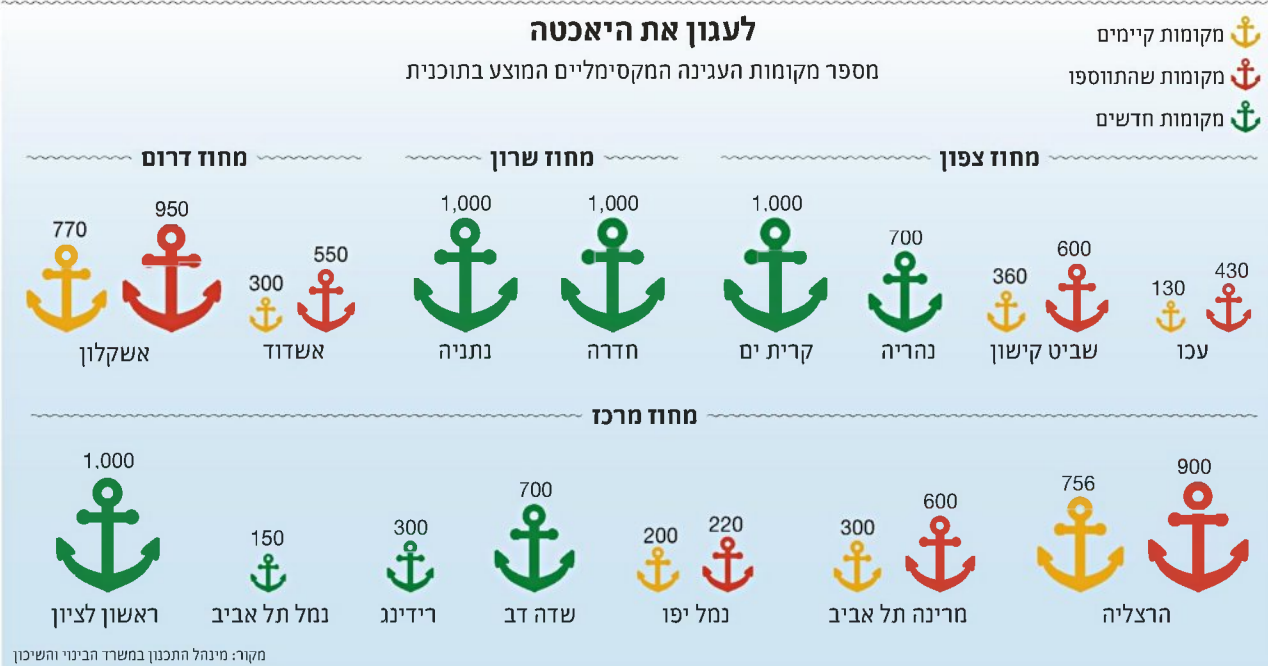 לעגון את היאכטה
מספר מקומות העגינה המקסימליים המוצע בתוכנית
מקומות קיימים
מקומות שהתווספו
מקומות חדשים
מחוז צפון
430
130
עכו
600
360
שביט קישון
700
נהריה
1,000
קרית ים
מחוז שרון
1,000
חדרה
1,000
נתניה
מחוז דרום
550
300
אשדוד
950
770
אשקלון
מחוז מרכז
900
756
הרצליה
600
300
מרינה תל אביב
220
200
נמל יפו
700
שדה דב
300
רידינג
150
נמל תל אביב
1.000
ראשון לציון
מקור: מינהל התכנון במשרד הבינוי והשיכון